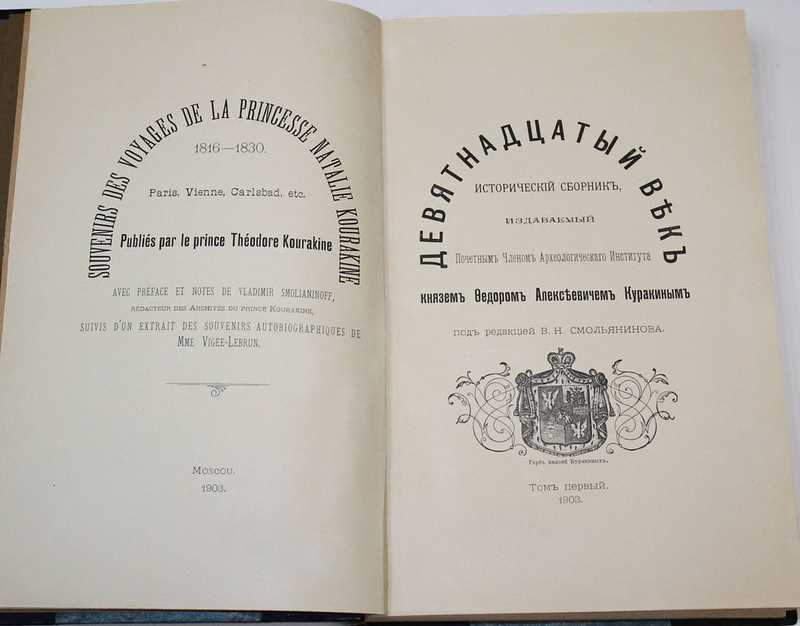 SOUVENIRS DES VOYAGES DE LA PRINCESSE NATALIE KOURAKINE
1816—1830.
Paris, Vienne, Carlsbad, etc.
Publiés par le prince Théodore Kourakine
AVEC PRÉFACE ET NOTES DE VLADIMIR SMOLIANINOFF,
RÉDACTEUR DES ARCHIVES DU PRINCE KOURAKINE,
SUIVIS D'UN EXTRAIT DES SOUVENIRS AUTOBIOGRAPHIQUES DE
MME VIGÉE-LEBRUN.
MOSCOU.
1903.
ДЕВЯТНАДЦАТЫЙ ВѢКЪ
ИСТОРИЧЕСКІЙ СБОРНИКЪ,
ИЗДАВАЕМЫЙ
Почетнымъ Членомъ Археологическаго Института
княземъ Ѳедоромъ Алексѣевичемъ Куракинымъ
подъ редакціей В. Н. СМОЛЬЯНИНОВА.
Гербъ князей Куракиныхъ.
Томъ первый.
1903.